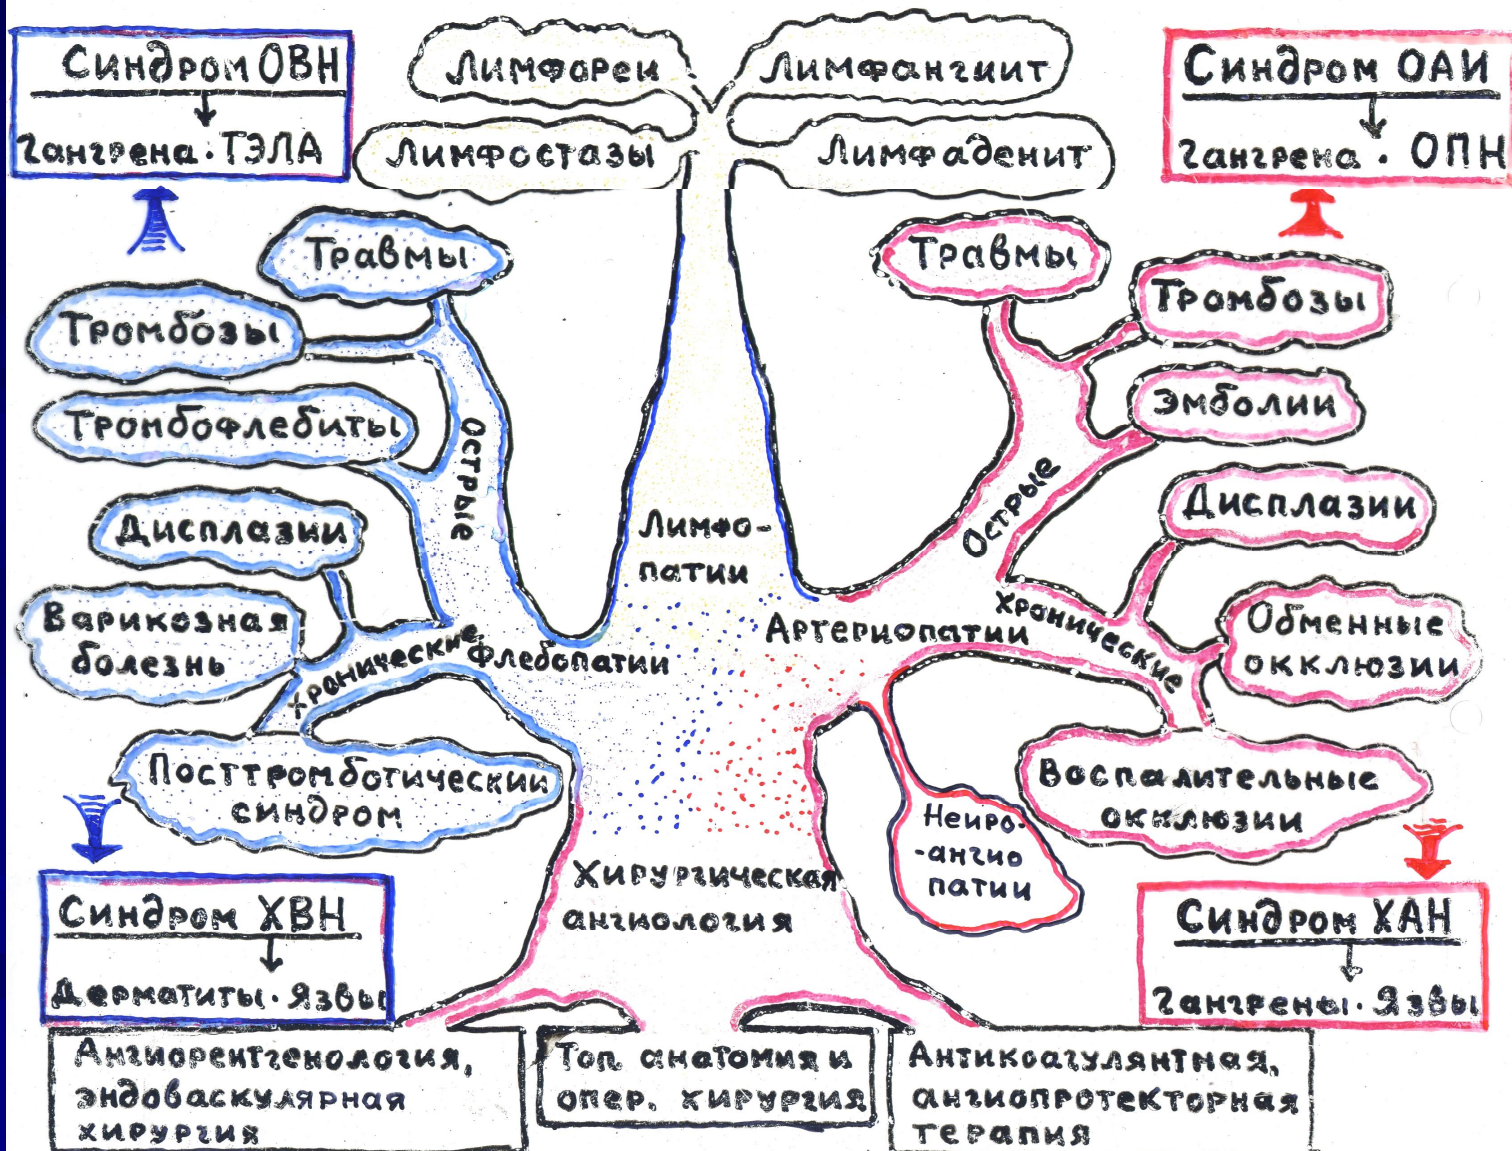 Синдром ОВН
гангрена · ТЭЛА
Лимфореи
Лимфангиит
Лимфостазы
Лимфаденит
Синдром ОАИ
гангрена · ОПН
Травмы
Тромбозы
Тромбофлебиты
Острые
Дисплазии
Варикозная
болезнь
Хронические
Флебопатии
Посттромботический
синдром
Лимфо-
патии
Травмы
Тромбозы
Эмболии
Острые
Дисплазии
Артериопатии
Хронические
Обменные
окклюзии
Воспалительные
окклюзии
Неиро-
-ангио
патии
Хирургическая
ангиология
Синдром ХВН
Дерматиты · Язвы
Синдром ХАН
Гангрены · Язвы
Ангиорентгенология,
эндоваскулярная
хирургия
Топ. анатомия и
опер. хирургия
Антикоагулянтная,
ангиопротекторная
терапия